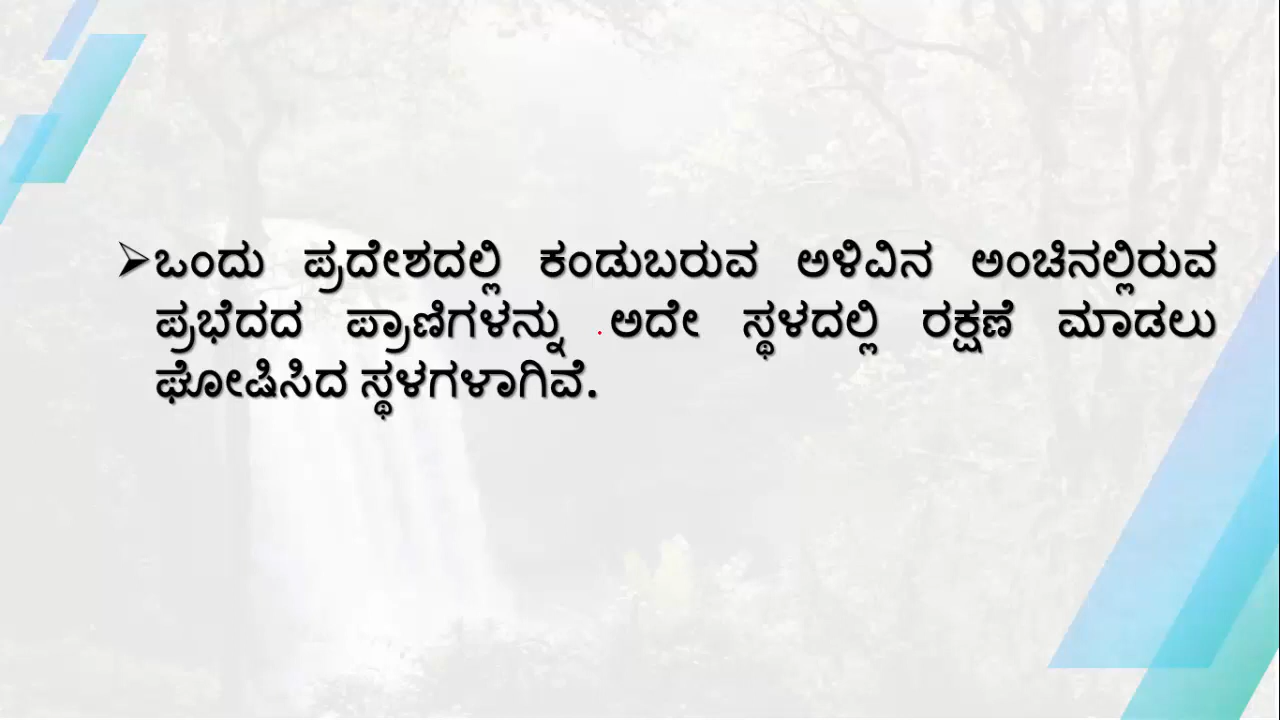 ➢ಒಂದು ಪ್ರದೇಶದಲ್ಲಿ ಕಂಡುಬರುವ ಅಳಿವಿನ ಅಂಚಿನಲ್ಲಿರುವ
ಪ್ರಭೆದದ ಪ್ರಾಣಿಗಳನ್ನು ಅದೇ ಸ್ಥಳದಲ್ಲಿ ರಕ್ಷಣೆ ಮಾಡಲು
ಘೋಷಿಸಿದ ಸ್ಥಳಗಳಾಗಿವೆ.